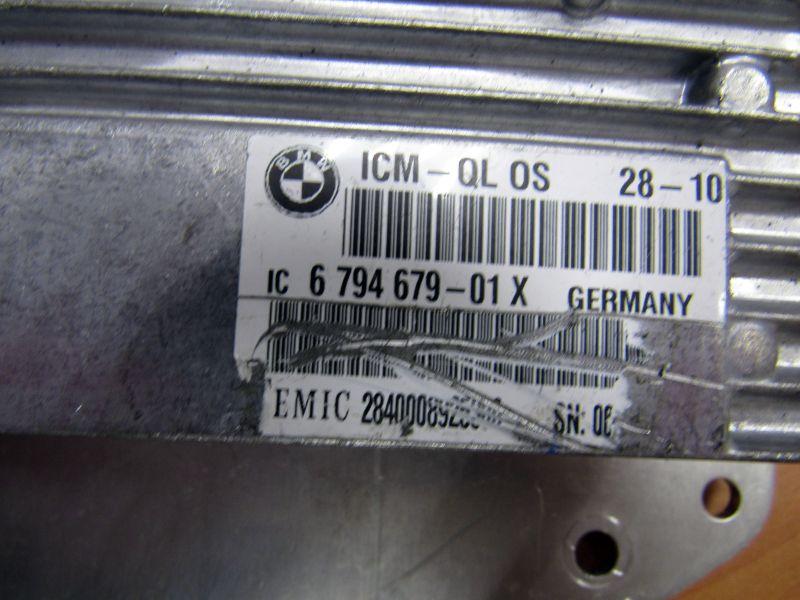 BMW
ICM-QL OS 28-10
IC 6 794 679-01 X GERMANY
EMIC SN: